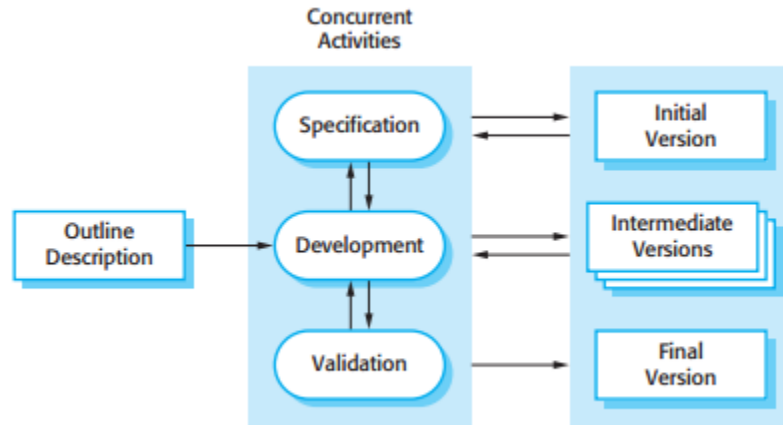 Concurrent
Activities
Specification
Initial
Version
Outline
Description
Development
Intermediate
Versions
Validation
Final
Version